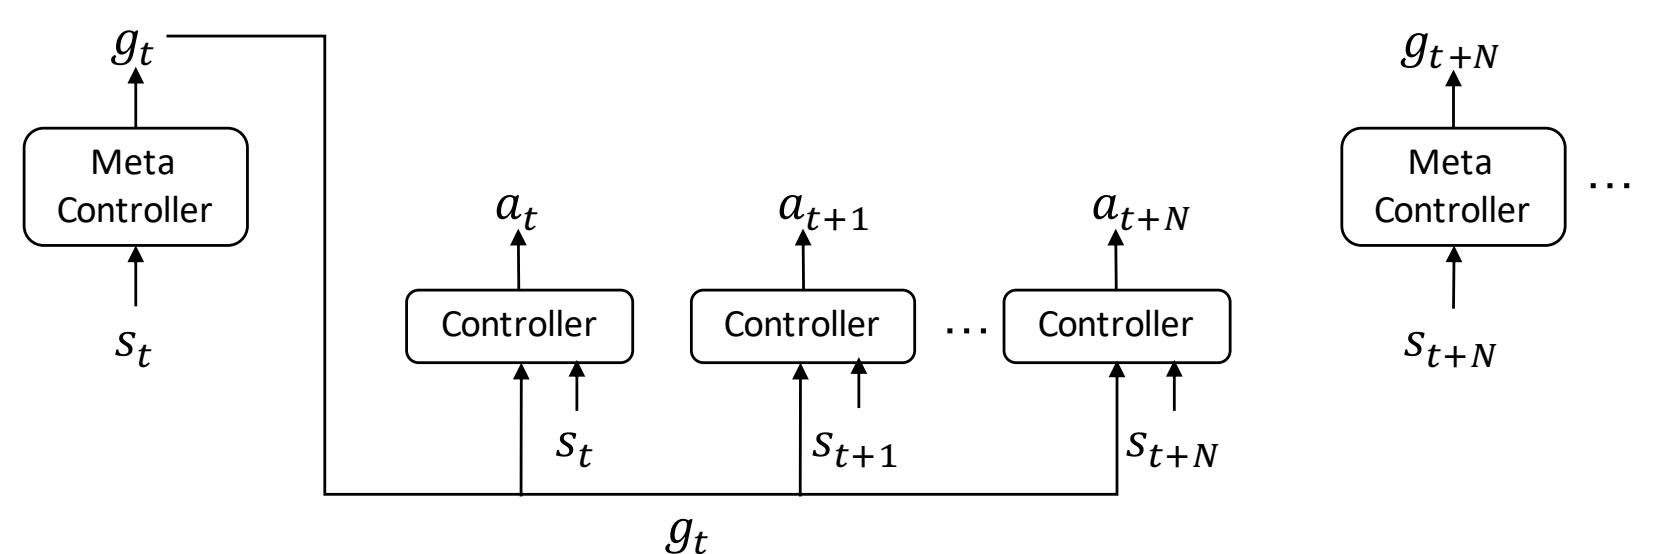 g_t
Meta
Controller
s_t
a_t
Controller
s_t
a_{t+1}
Controller
s_{t+1}
...
a_{t+N}
Controller
s_{t+N}
g_t
g_{t+N}
Meta
Controller
s_{t+N}
...